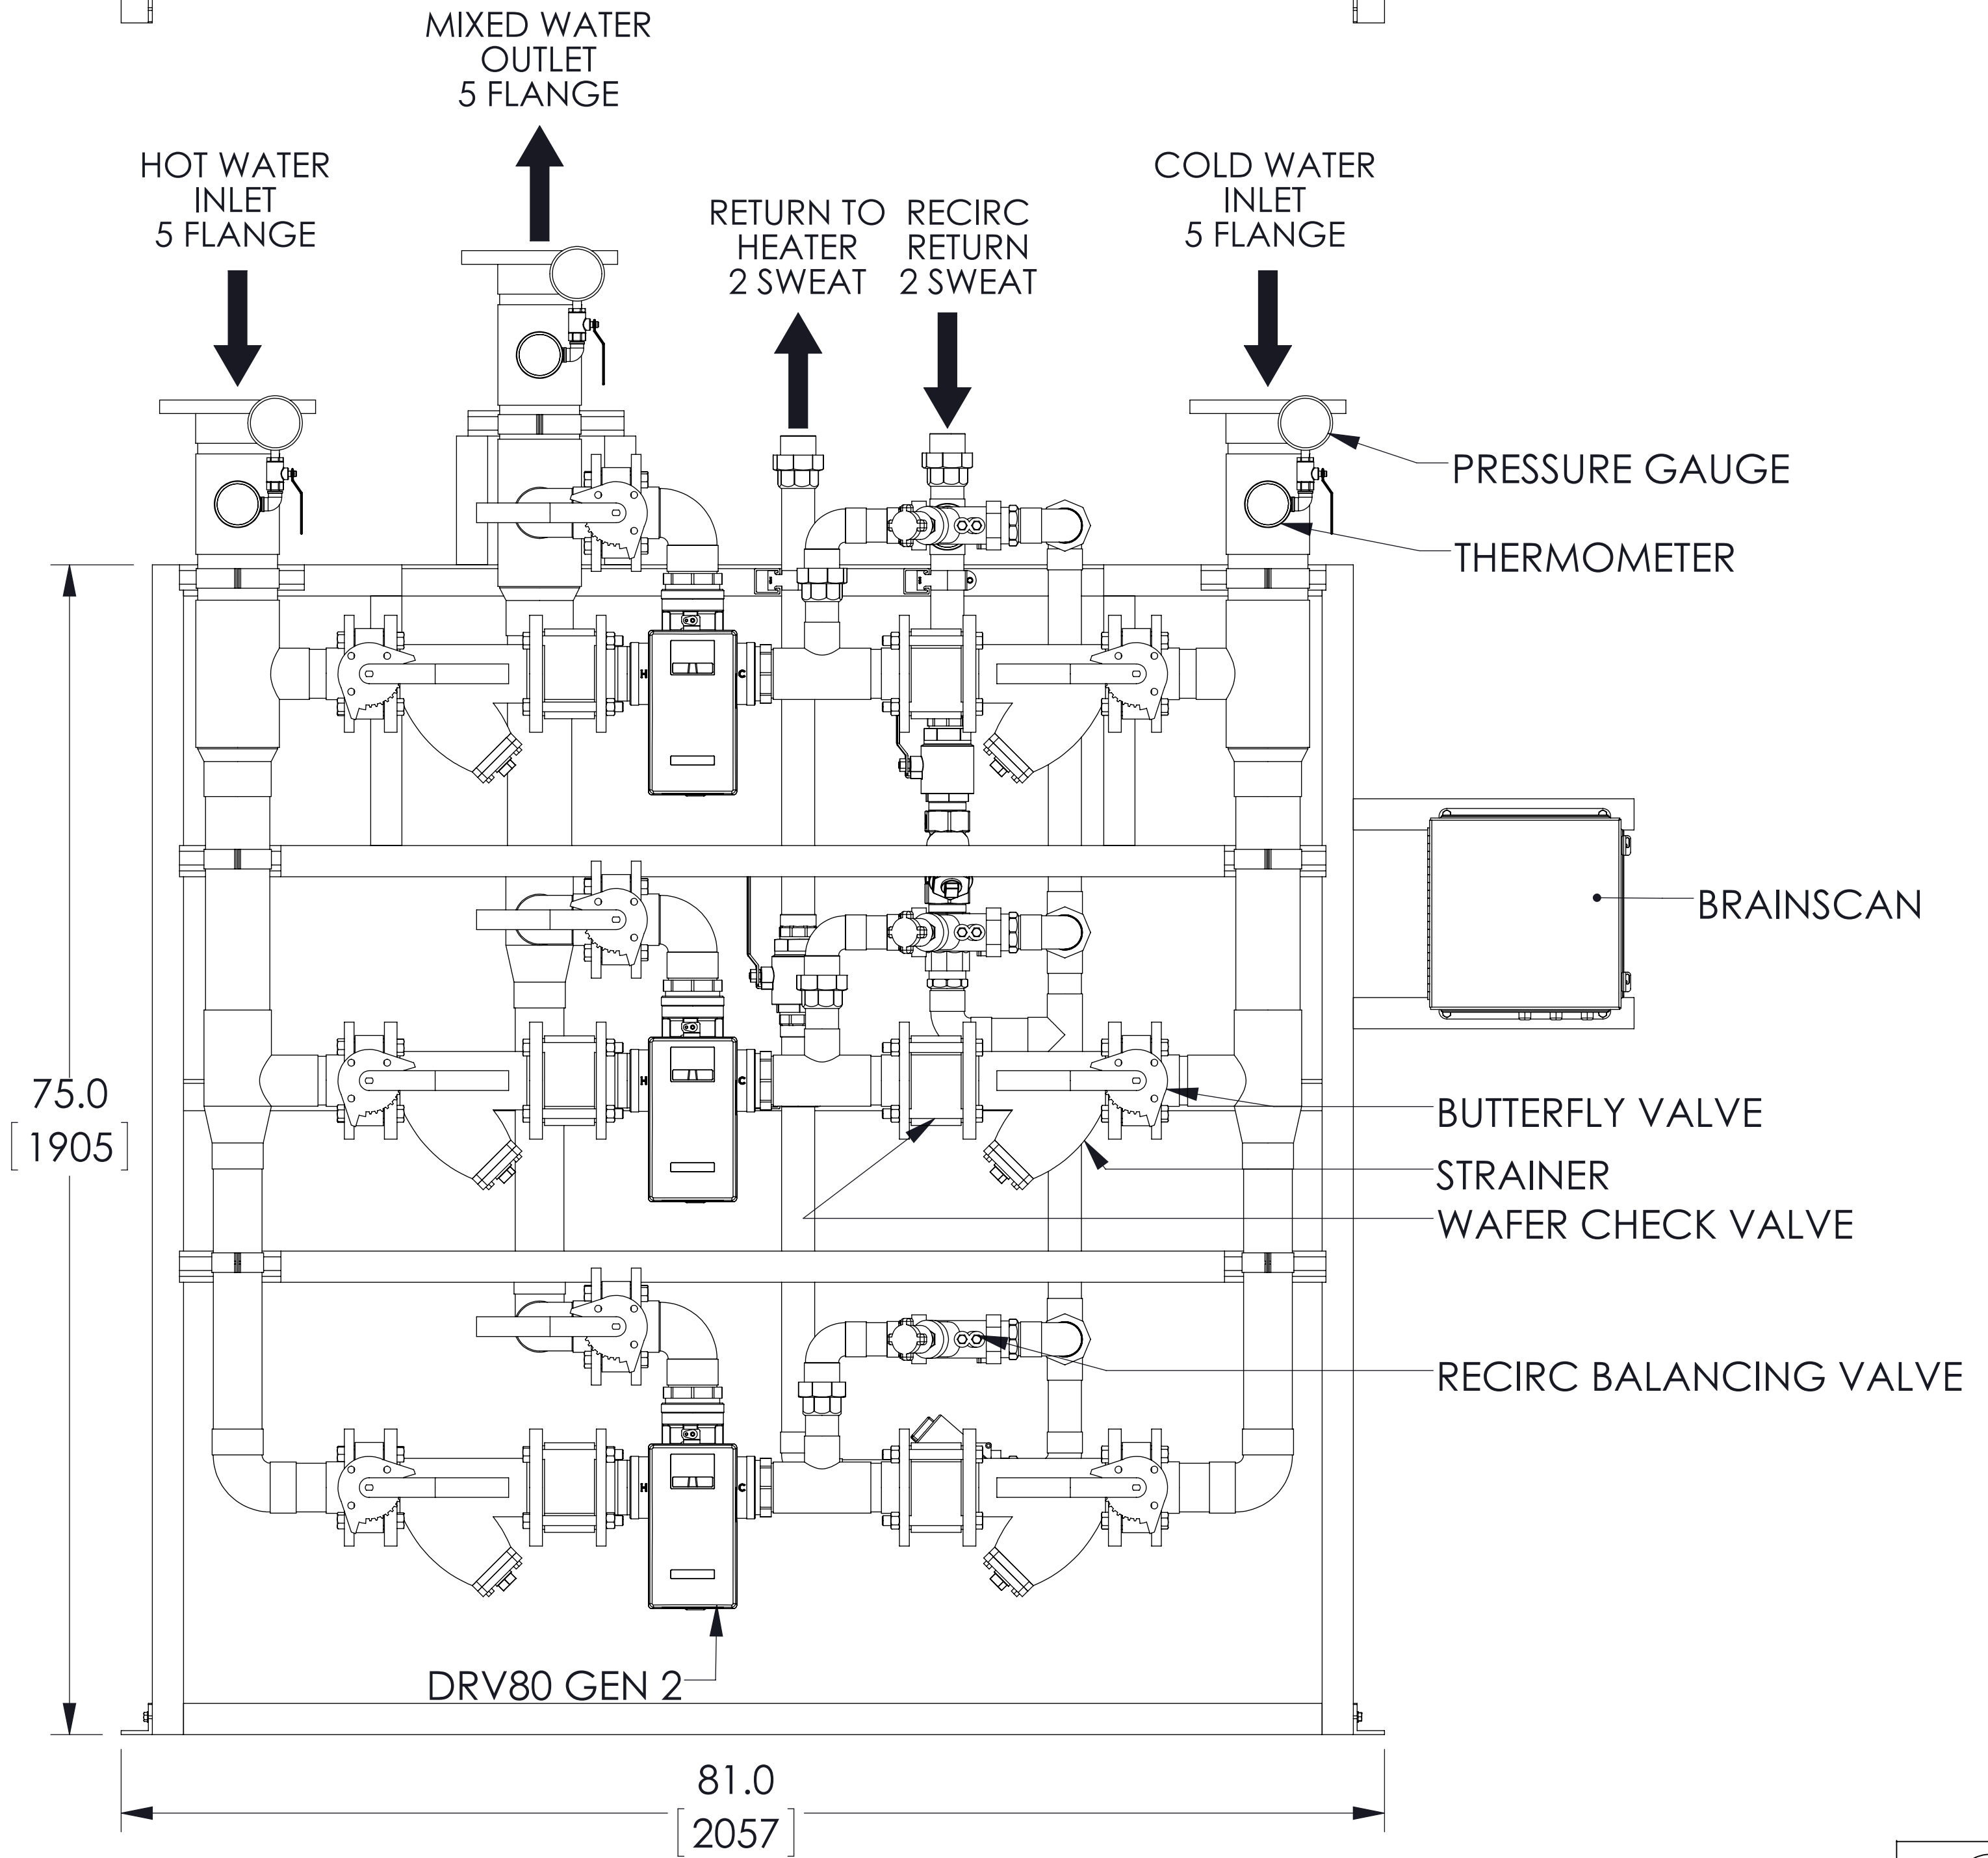 MIXED WATER
OUTLET
5 FLANGE
HOT WATER
INLET
5 FLANGE
RETURN TO
HEATER
2 SWEAT
RECIRC
RETURN
2 SWEAT
COLD WATER
INLET
5 FLANGE
PRESSURE GAUGE
THERMOMETER
H
C
BRAINSCAN
H
C
75.0
[1905]
BUTTERFLY VALVE
STRAINER
WAFER CHECK VALVE
RECIRC BALANCING VALVE
H
C
DRV80 GEN 2
81.0
[2057]